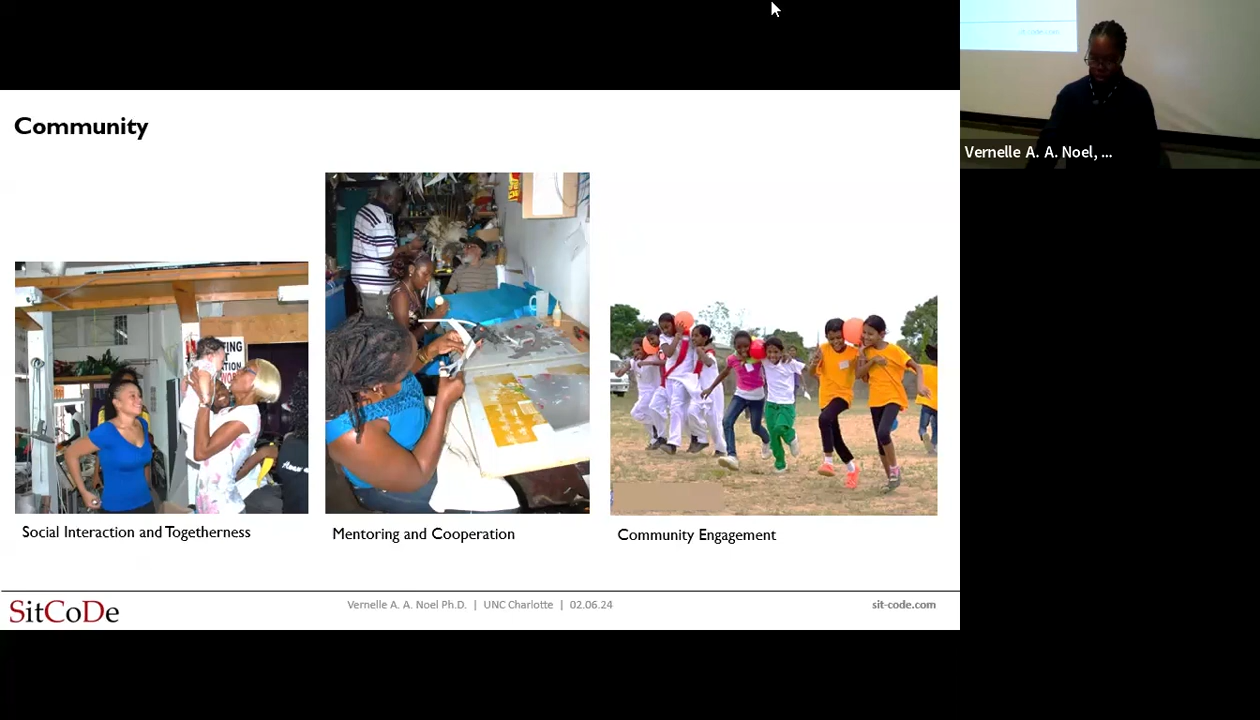 Community
Vernelle A. A. Noel, ...
Social Interaction and Togetherness
Mentoring and Cooperation
Community Engagement
SitCoDe
Vernelle A. A. Noel Ph.D. | UNC Charlotte | 02.06.24
sit-code.com